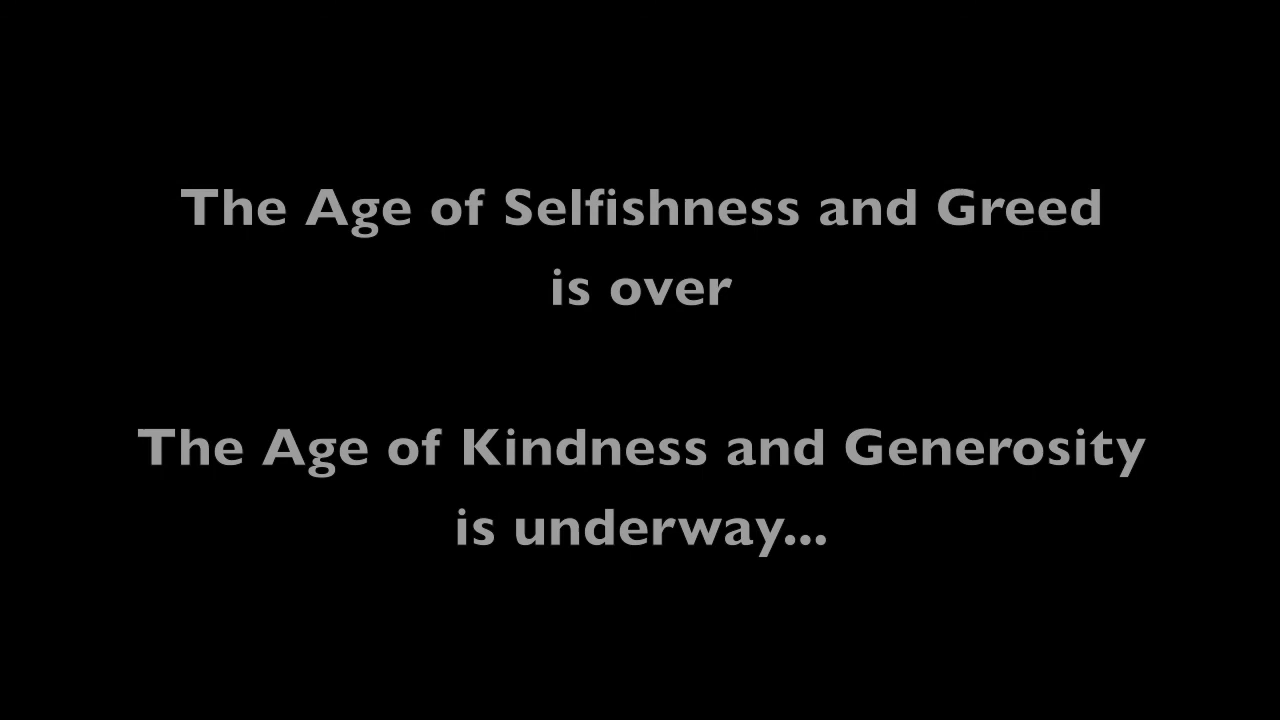 The Age of Selfishness and Greed
is over
The Age of Kindness and Generosity
is underway...